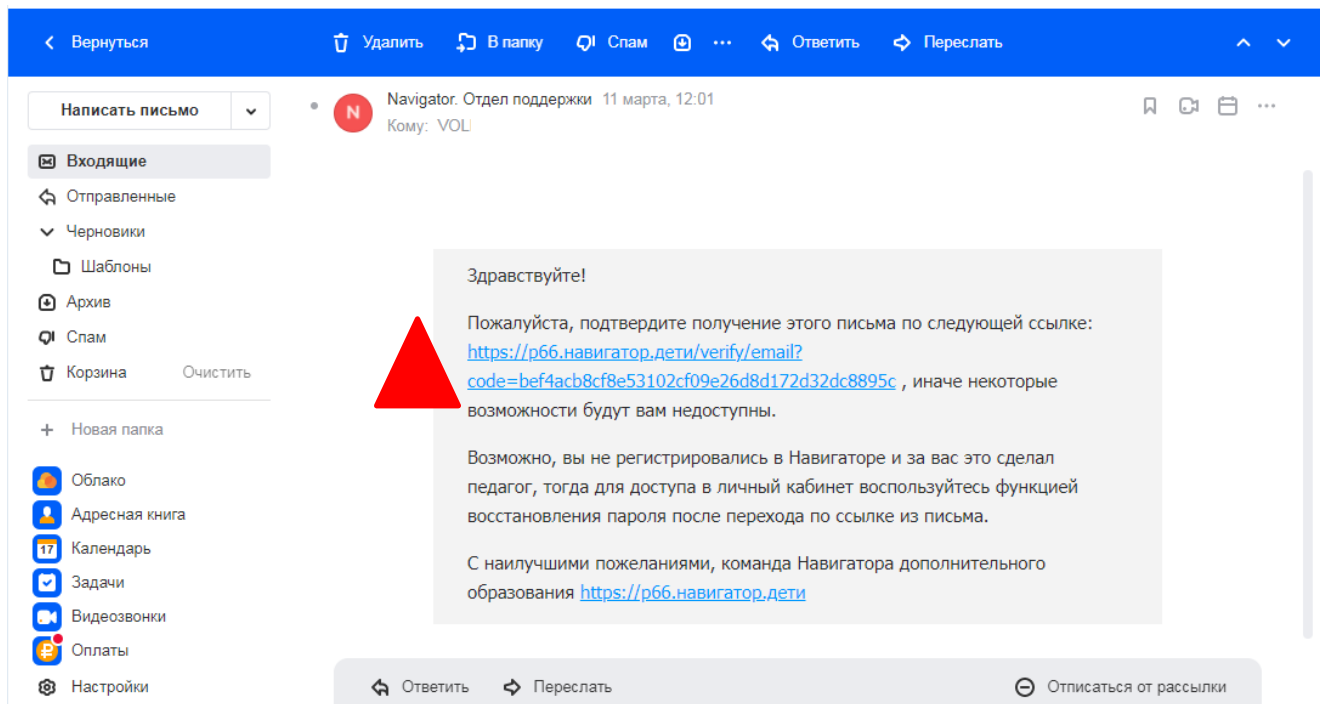 Вернуться
Удалить
В папку
Спам
Ответить
Переслать
Написать письмо
Входящие
Отправленные
Черновики
Шаблоны
Архив
Спам
Корзина Очистить
Новая папка
Облако
Адресная книга
17 Календарь
Задачи
Видеозвонки
Оплаты
Настройки
N
Navigator. Отдел поддержки 11 марта, 12:01
Кому: VOL
Здравствуйте!
Пожалуйста, подтвердите получение этого письма по следующей ссылке:
https://р66.навигатор.дети/verify/email?
code=bef4acb8cf8e53102cf09e26d8d172d32dc8895c , иначе некоторые
возможности будут вам недоступны.
Возможно, вы не регистрировались в Навигаторе и за вас это сделал
педагог, тогда для доступа в личный кабинет воспользуйтесь функцией
восстановления пароля после перехода по ссылке из письма.
С наилучшими пожеланиями, команда Навигатора дополнительного
образования https://р66.навигатор.дети
Ответить
Переслать
Отписаться от рассылки